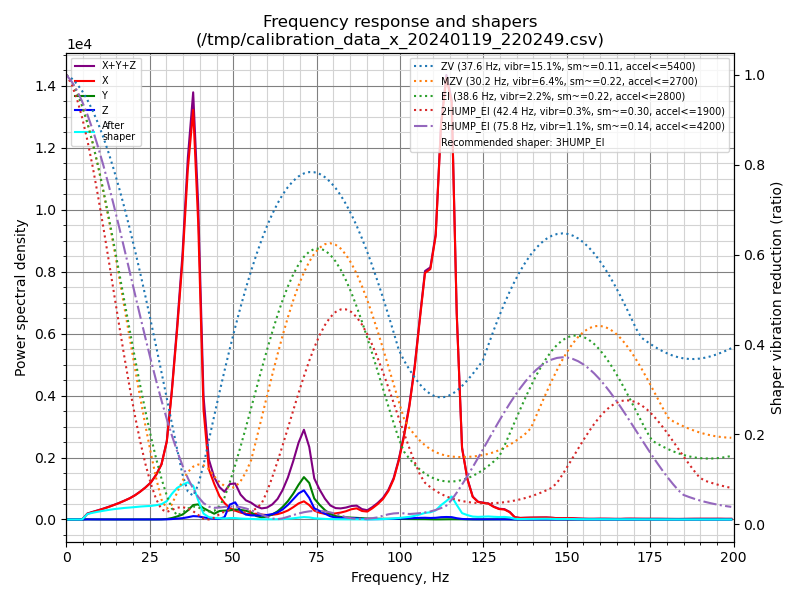 Frequency response and shapers
(/tmp/calibration_data_x_20240119_220249.csv)
1e4
X+Y+Z
X
Y
Z
After
shaper
ZV (37.6 Hz, vibr=15.1%, sm~=0.11, accel<=5400)
MZV (30.2 Hz, vibr=6.4%, sm~=0.22, accel<=2700)
EI (38.6 Hz, vibr=2.2%, sm~=0.22, accel<=2800)
2HUMP_EI (42.4 Hz, vibr=0.3%, sm~=0.30, accel<=1900)
3HUMP_EI (75.8 Hz, vibr=1.1%, sm~=0.14, accel<=4200)
Recommended shaper: 3HUMP_EI
Power spectral density
1.4
1.2
1.0
0.8
0.6
0.4
0.2
0.0
1.0
0.8
0.6
0.4
0.2
0.0
Shaper vibration reduction (ratio)
0 25 50 75 100 125 150 175 200
Frequency, Hz